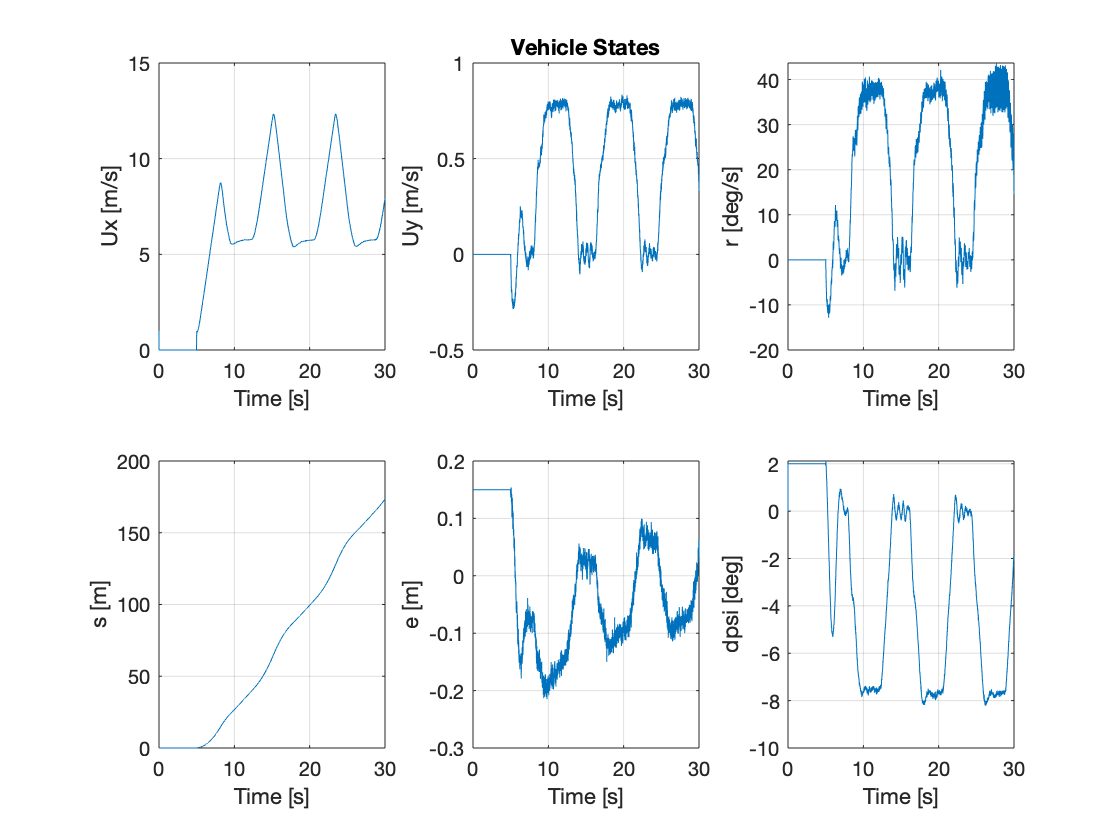 Vehicle States
15
10
5
0
Ux [m/s]
0 10 20 30
Time [s]
1
0.5
0
-0.5
Uy [m/s]
0 10 20 30
Time [s]
40
30
20
10
0
-10
-20
r [deg/s]
0 10 20 30
Time [s]
200
150
100
50
0
s [m]
0 10 20 30
Time [s]
0.2
0.1
0
-0.1
-0.2
-0.3
e [m]
0 10 20 30
Time [s]
2
0
-2
-4
-6
-8
-10
dpsi [deg]
0 10 20 30
Time [s]